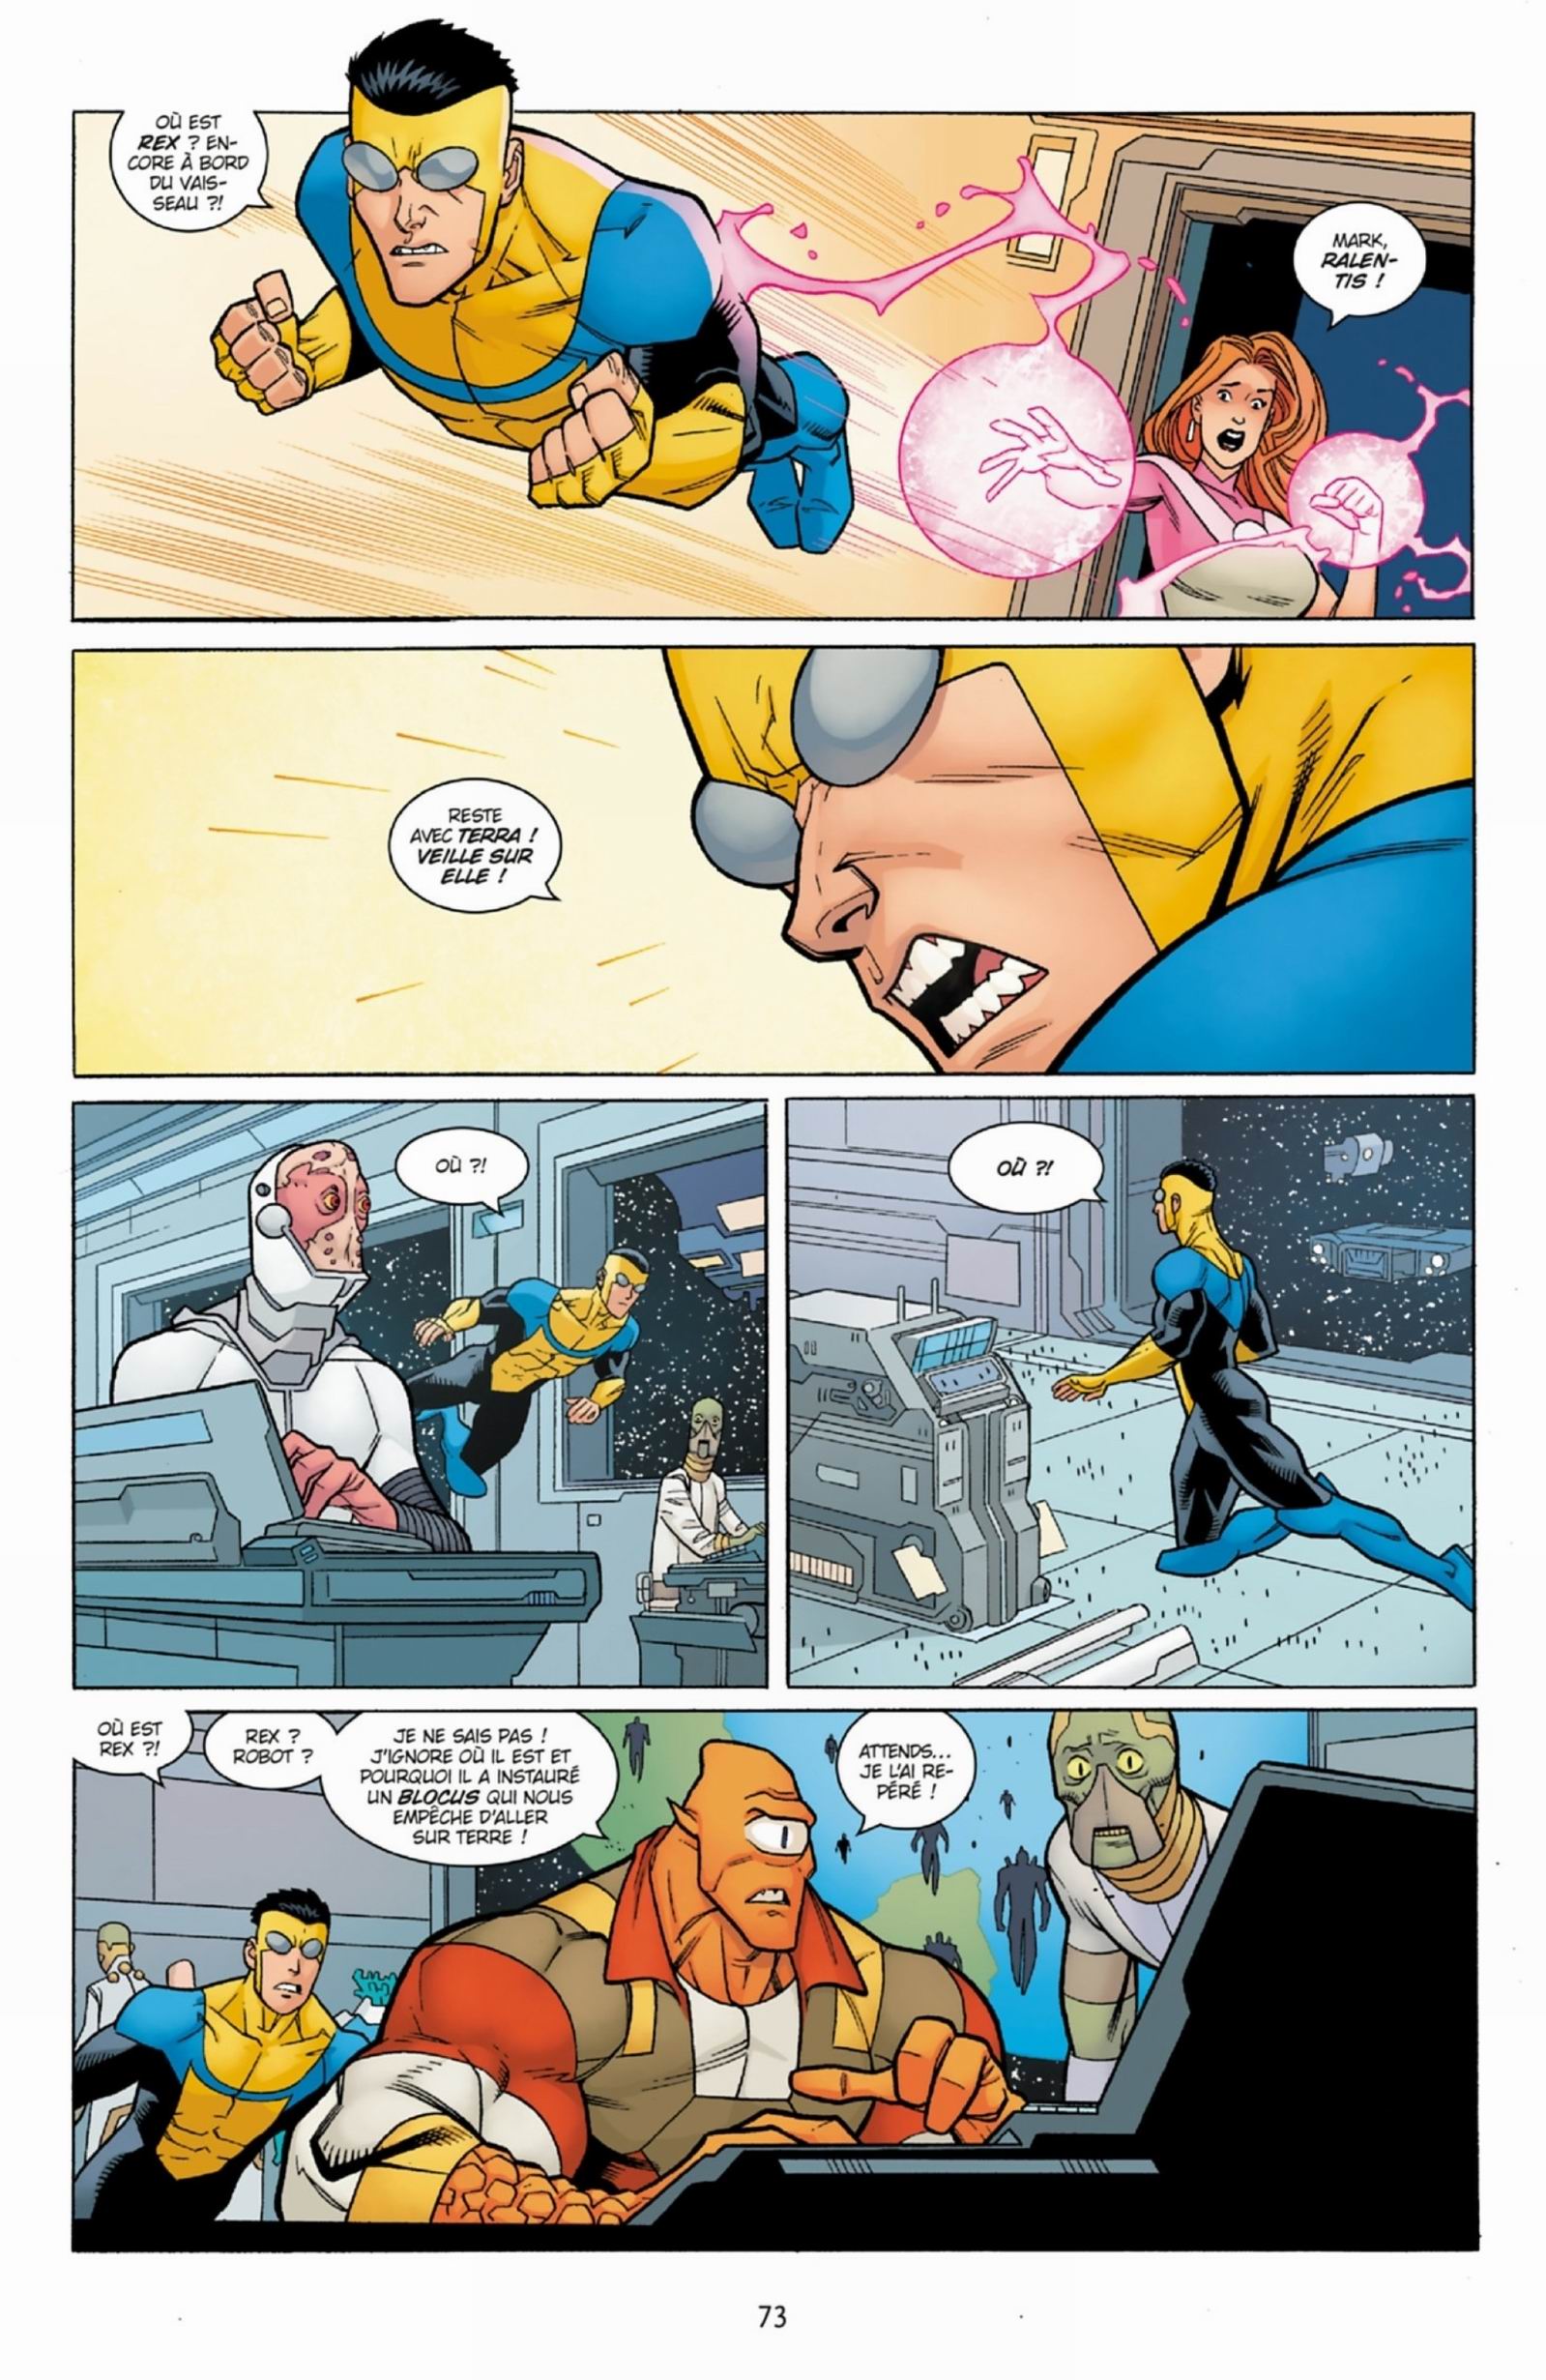 OÙ EST
REX ? EN-
CORE À BORD
DU VAIS-
SEAU ?!
MARK,
RALEN-
TIS !
RESTE
AVEC TERRA !
VEILLE SUR
ELLE !
OÙ ?!
OÙ ?!
OÙ EST
REX ?!
REX ?
ROBOT ?
JE NE SAIS PAS !
J'IGNORE OÙ IL EST ET
POURQUOI IL A INSTAURÉ
UN BLOCUS QUI NOUS
EMPÊCHE D'ALLER
SUR TERRE !
ATTENDS...
JE L'AI RE-
PÉRÉ !
73